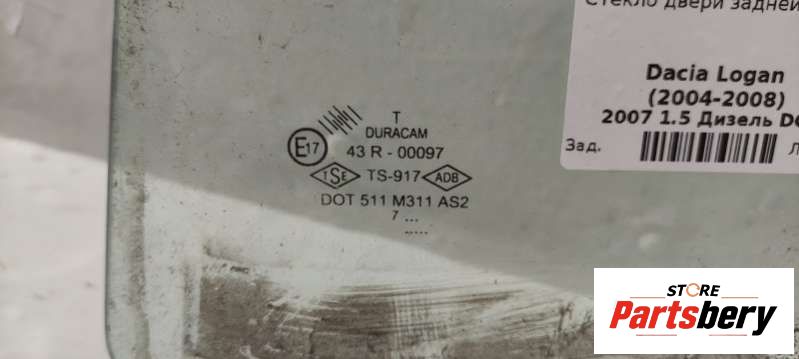 T
DURACAM
E17 43 R - 00097
TSE TS-917 ADB
DOT 511 M311 AS2
7 ...
.....
Стекло двери задней
Dacia Logan
(2004-2008)
2007 1.5 Дизель
Зад.
STORE
Partsbery